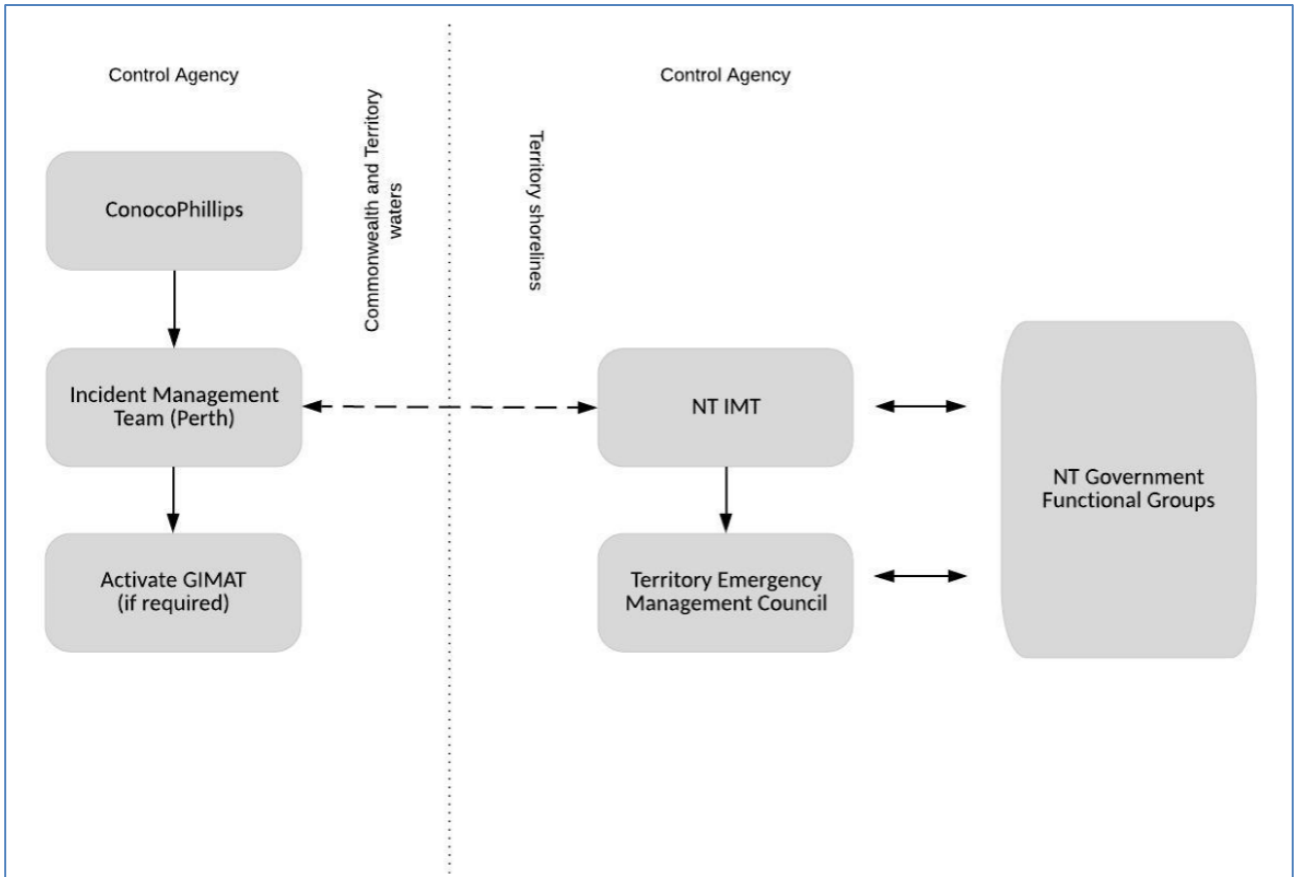 Control Agency
Control Agency
Commonwealth and Territory
waters
Territory shorelines
ConocoPhillips
Incident Management
Team (Perth)
NT IMT
NT Government
Functional Groups
Activate GIMAT
(if required)
Territory Emergency
Management Council